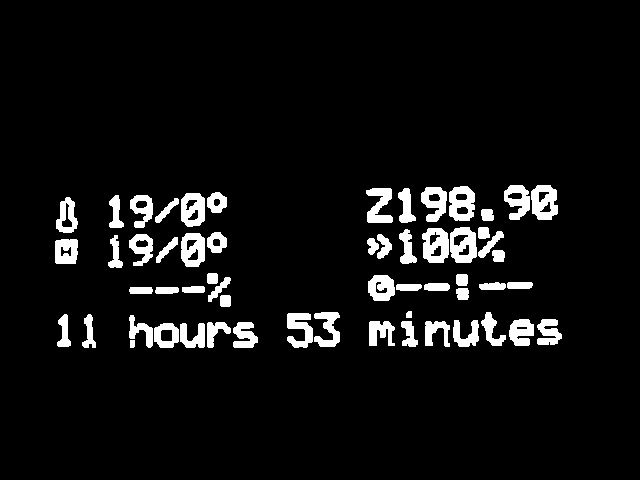 19/0° Z198.90
19/0° »100%
---% --:--
11 hours 53 minutes